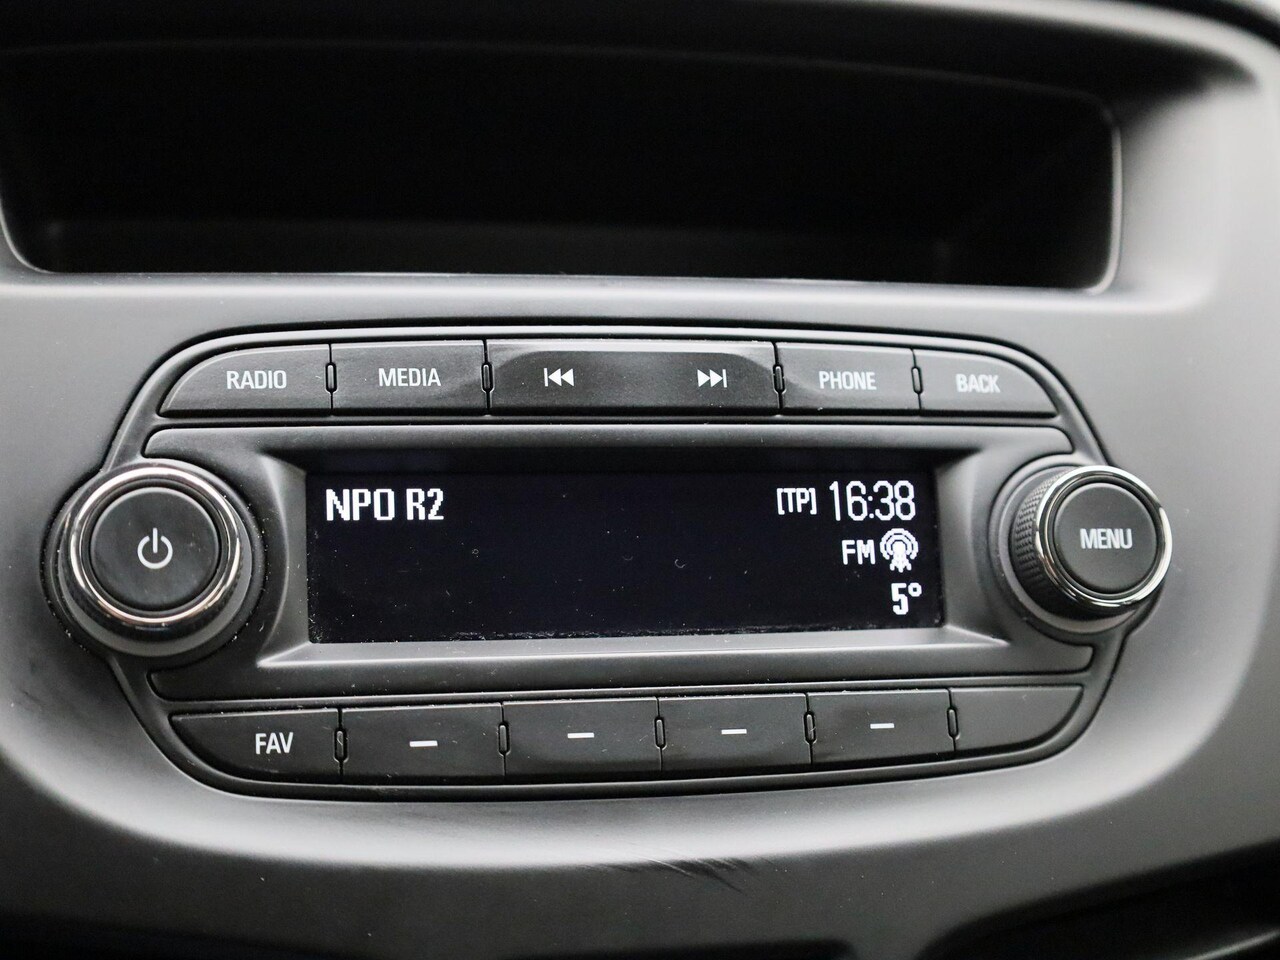 RADIO MEDIA PHONE BACK
NPO R2 [TP] 16:38
FM
5°
MENU
FAV